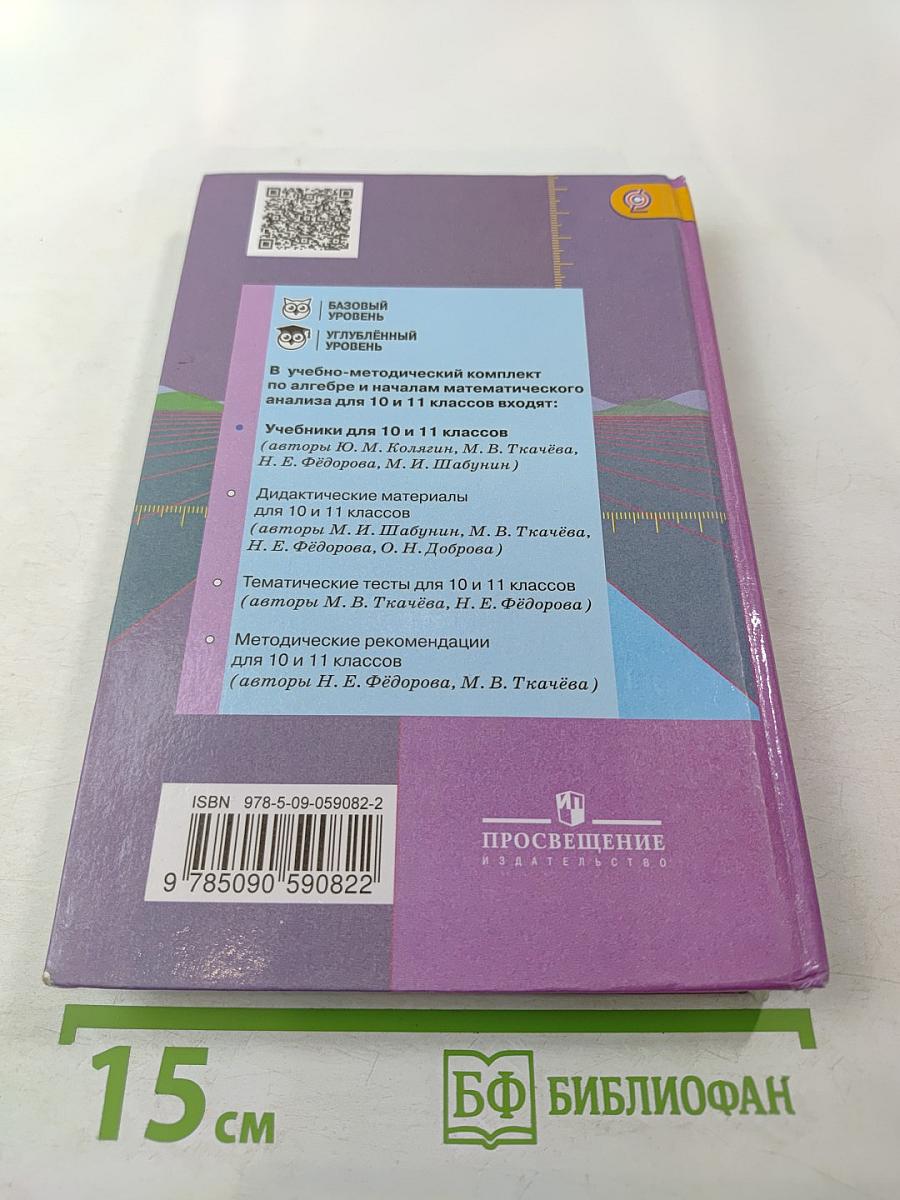 БАЗОВЫЙ
УРОВЕНЬ
УГЛУБЛЁННЫЙ
УРОВЕНЬ
В учебно-методический комплект
по алгебре и началам математического
анализа для 10 и 11 классов входят:
Учебники для 10 и 11 классов
(авторы Ю. М. Колягин, М. В. Ткачёва,
Н. Е. Фёдорова, М. И. Шабунин)
Дидактические материалы
для 10 и 11 классов
(авторы М. И. Шабунин, М. В. Ткачёва,
Н. Е. Фёдорова, О. Н. Доброва)
Тематические тесты для 10 и 11 классов
(авторы М. В. Ткачёва, Н. Е. Фёдорова)
Методические рекомендации
для 10 и 11 классов
(авторы Н. Е. Фёдорова, М. В. Ткачёва)
ISBN 978-5-09-059082-2
9 785090 590822
ПРОСВЕЩЕНИЕ
ИЗДАТЕЛЬСТВО
15 см
БФ БИБЛИОФАН